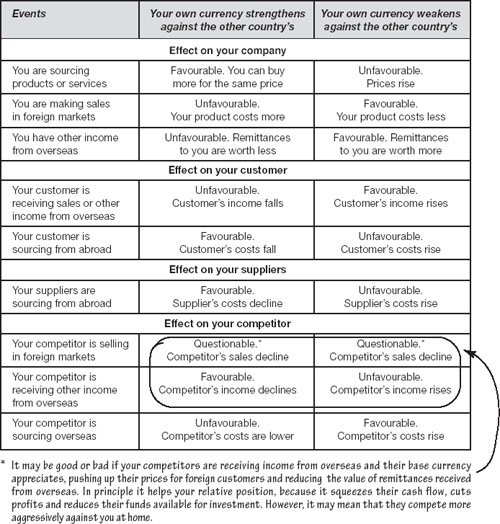 Events Your own currency strengthens Your own currency weakens
against the other country's against the other country's
Effect on your company
You are sourcing Favourable. You can buy Unfavourable.
products or services more for the same price Prices rise
You are making sales Unfavourable. Favourable.
in foreign markets Your product costs more Your product costs less
You have other income Unfavourable. Remittances Favourable. Remittances
from overseas to you are worth less to you are worth more
Effect on your customer
Your customer is Unfavourable. Favourable.
receiving sales or other Customer's income falls Customer's income rises
income from overseas
Your customer is Favourable. Unfavourable.
sourcing from abroad Customer's costs fall Customer's costs rise
Effect on your suppliers
Your suppliers are Favourable. Unfavourable.
sourcing from abroad Supplier's costs decline Supplier's costs rise
Effect on your competitor
Your competitor is selling Questionable.* Questionable.*
in foreign markets Competitor's sales decline Competitor's sales decline
Your competitor is Favourable. Unfavourable.
receiving other income Competitor's income declines Competitor's income rises
from overseas
Your competitor is Unfavourable. Favourable.
sourcing overseas Competitor's costs are lower Competitor's costs rise
* It may be good or bad if your competitors are receiving income from overseas and their base currency
appreciates, pushing up their prices for foreign customers and reducing the value of remittances received
from overseas. In principle it helps your relative position, because it squeezes their cash flow, cuts
profits and reduces their funds available for investment. However, it may mean that they compete more
aggressively against you at home.